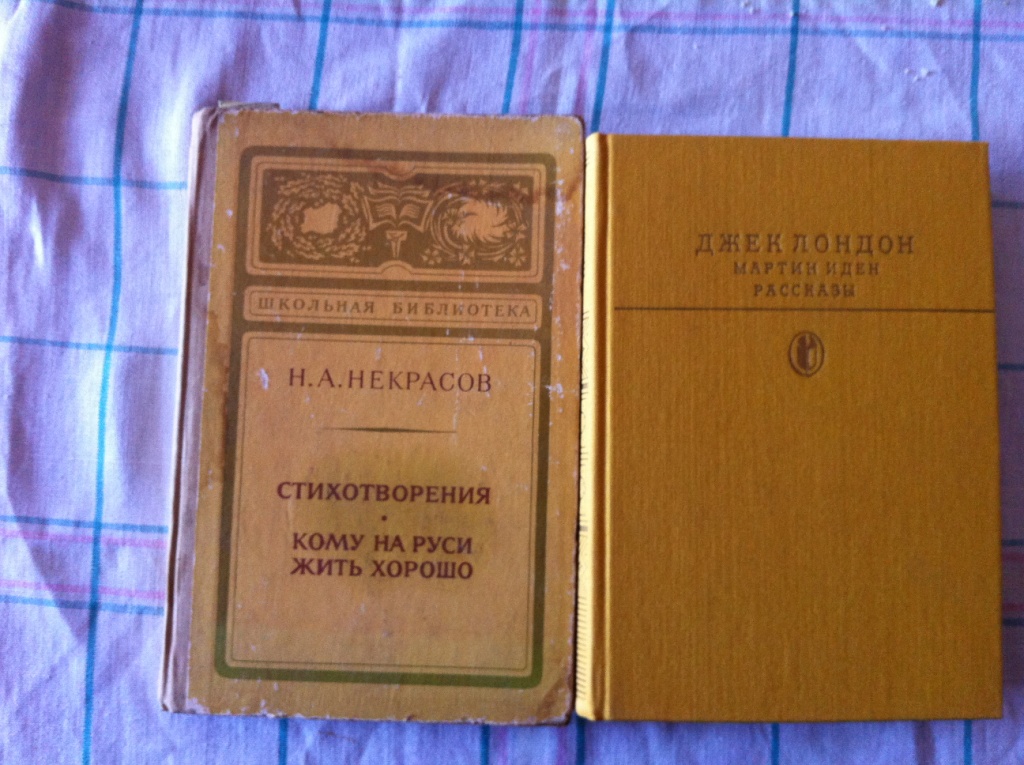 ШКОЛЬНАЯ БИБЛИОТЕКА
Н.А.НЕКРАСОВ
СТИХОТВОРЕНИЯ
·
КОМУ НА РУСИ
ЖИТЬ ХОРОШО
ДЖЕК ЛОНДОН
МАРТИН ИДЕН
РАССКАЗЫ